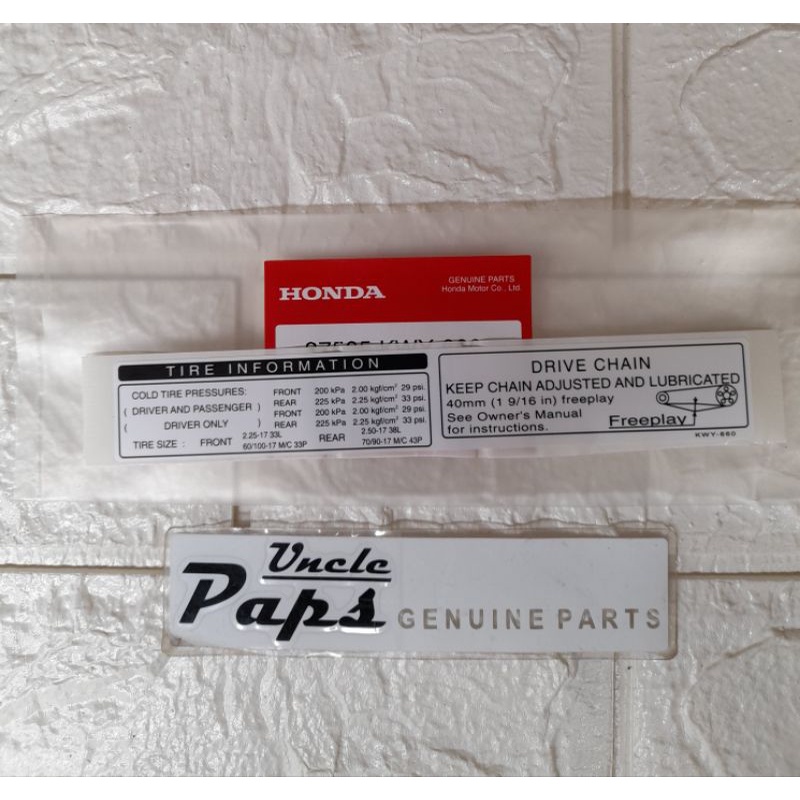 HONDA
GENUINE PARTS
Honda Motor Co., Ltd.
TIRE INFORMATION
COLD TIRE PRESSURES: FRONT 200 kPa 2.00 kgf/cm² 29 psi.
( DRIVER AND PASSENGER ) REAR 225 kPa 2.25 kgf/cm² 33 psi.
FRONT 200 kPa 2.00 kgf/cm² 29 psi.
( DRIVER ONLY ) REAR 225 kPa 2.25 kgf/cm² 33 psi.
TIRE SIZE : FRONT 2.25-17 33L REAR 2.50-17 38L
60/100-17 M/C 33P 70/90-17 M/C 43P
DRIVE CHAIN
KEEP CHAIN ADJUSTED AND LUBRICATED
40mm (1 9/16 in) freeplay
See Owner's Manual
for instructions.
Freeplay
KWY-860
Uncle
Paps GENUINE PARTS